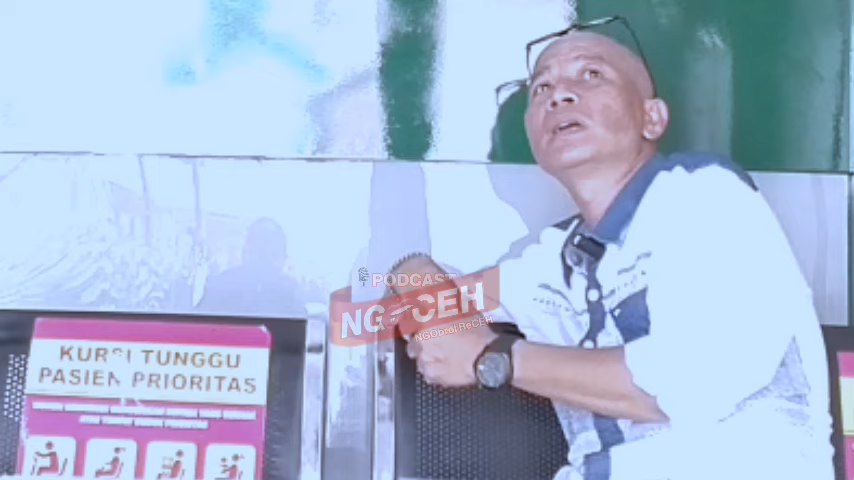 PODCAST
NGOCEH
NGObrol ReCEH
KURSI TUNGGU
PASIEN PRIORITAS